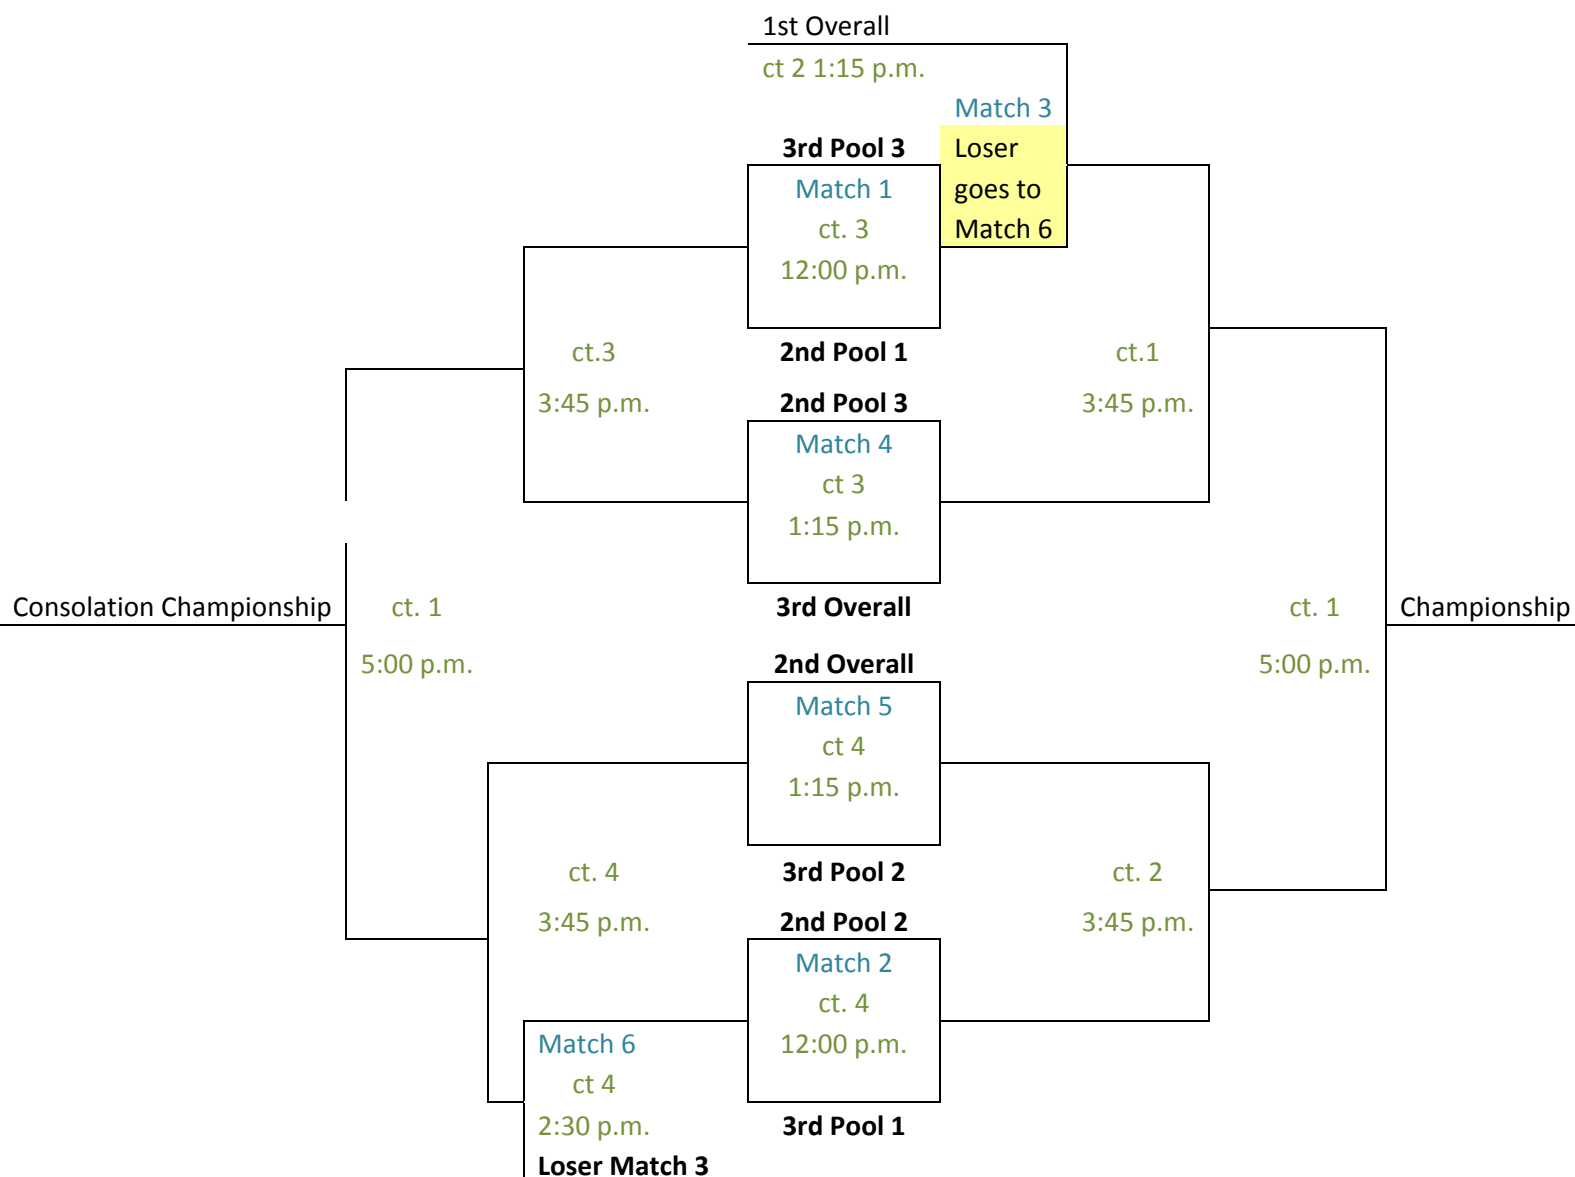 1st Overall
ct 2 1:15 p.m.
Match 3
3rd Pool 3
Loser
goes to
Match 6
Match 1
ct. 3
12:00 p.m.
2nd Pool 1
ct.3
3:45 p.m.
ct.1
3:45 p.m.
2nd Pool 3
Match 4
ct 3
1:15 p.m.
3rd Overall
Consolation Championship
ct. 1
5:00 p.m.
ct. 1
5:00 p.m.
Championship
2nd Overall
Match 5
ct 4
1:15 p.m.
3rd Pool 2
ct. 4
3:45 p.m.
ct. 2
3:45 p.m.
2nd Pool 2
Match 2
ct. 4
12:00 p.m.
3rd Pool 1
Match 6
ct 4
2:30 p.m.
Loser Match 3